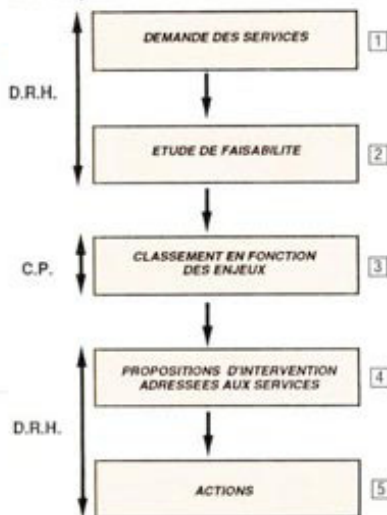 DEMANDE DES SERVICES
1
D.R.H.
ETUDE DE FAISABILITE
2
CLASSEMENT EN FONCTION
DES ENJEUX
3
C.P.
PROPOSITIONS D'INTERVENTION
ADRESSEES AUX SERVICES
4
D.R.H.
ACTIONS
5